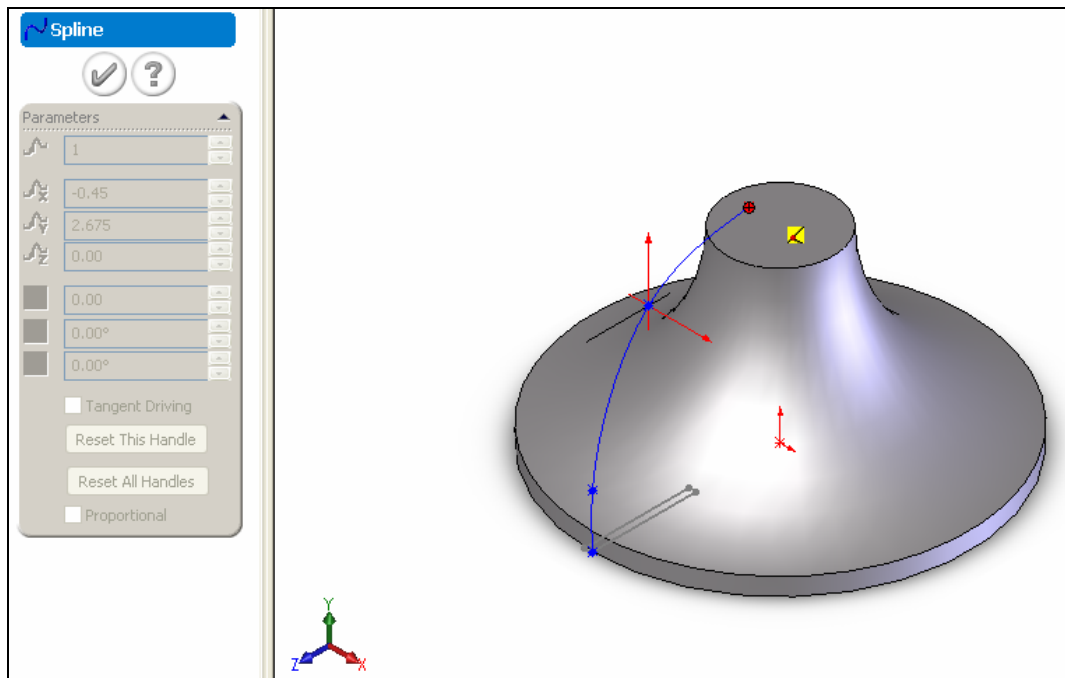 Spline
?
Parameters
1
X -0.45
Y 2.675
Z 0.00
0.00
0.00°
0.00°
Tangent Driving
Reset This Handle
Reset All Handles
Proportional
Y
Z X